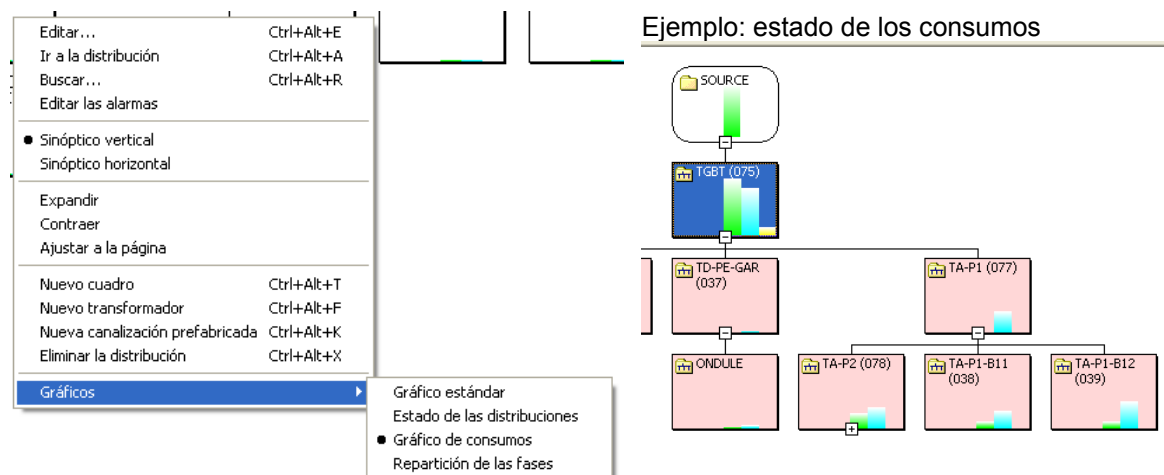 Editar... Ctrl+Alt+E
Ir a la distribución Ctrl+Alt+A
Buscar... Ctrl+Alt+R
Editar las alarmas
Sinóptico vertical
Sinóptico horizontal
Expandir
Contraer
Ajustar a la página
Nuevo cuadro Ctrl+Alt+T
Nuevo transformador Ctrl+Alt+F
Nueva canalización prefabricada Ctrl+Alt+K
Eliminar la distribución Ctrl+Alt+X
Gráficos
Gráfico estándar
Estado de las distribuciones
Gráfico de consumos
Repartición de las fases
Ejemplo: estado de los consumos
SOURCE
TGBT (075)
TD-PE-GAR
(037)
TA-P1 (077)
ONDULE
TA-P2 (078)
TA-P1-B11
(038)
TA-P1-B12
(039)